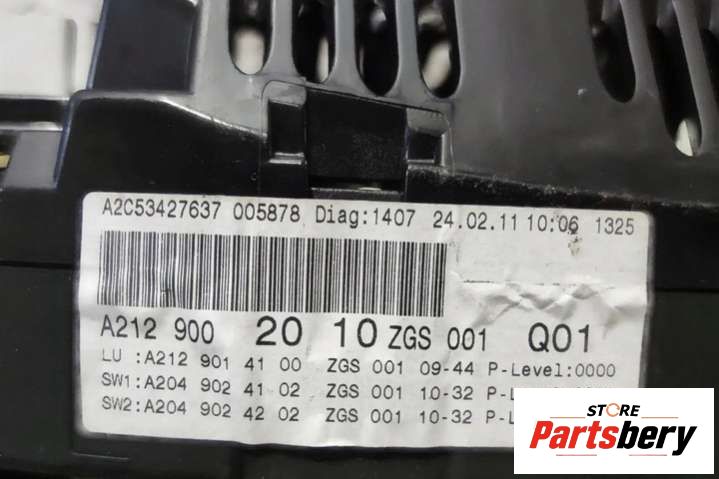 A2C53427637 005878 Diag:1407 24.02.11 10:06 1325
A212 900 20 10 ZGS 001 Q01
LU :A212 901 41 00 ZGS 001 09-44 P-Level:0000
SW1:A204 902 41 02 ZGS 001 10-32 P-L
SW2:A204 902 42 02 ZGS 001 10-32 P-L
STORE
Partsbery